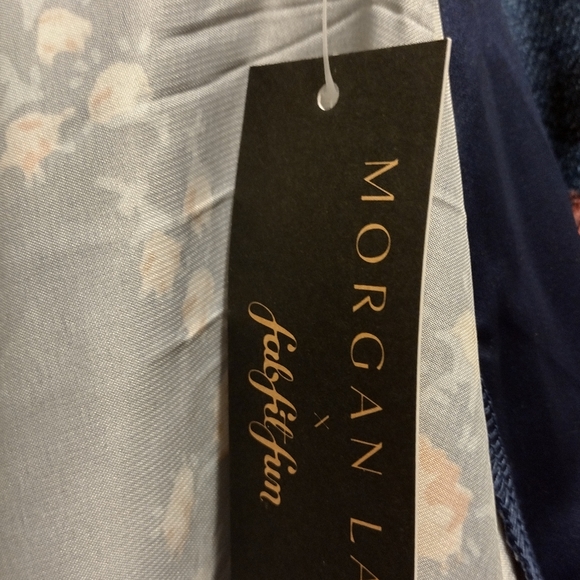 MORGAN LA
×
fabfitfun